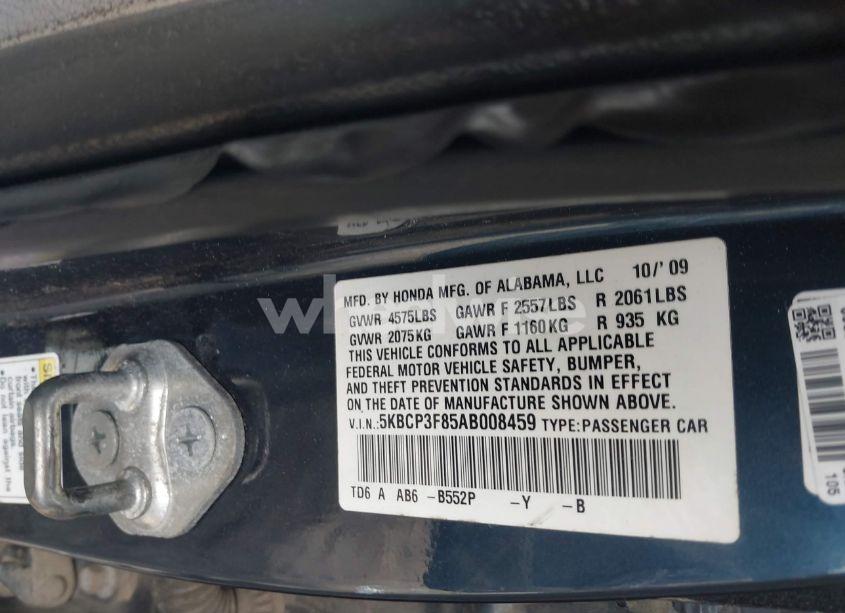 MFD. BY HONDA MFG. OF ALABAMA, LLC 10/'09
GVWR 4575LBS GAWR F 2557LBS R 2061LBS
GVWR 2075KG GAWR F 1160KG R 935 KG
THIS VEHICLE CONFORMS TO ALL APPLICABLE
FEDERAL MOTOR VEHICLE SAFETY, BUMPER,
AND THEFT PREVENTION STANDARDS IN EFFECT
ON THE DATE OF MANUFACTURE SHOWN ABOVE.
V.I.N.:5KBCP3F85AB008459 TYPE:PASSENGER CAR
TD6 A AB6 -B552P -Y -B
105